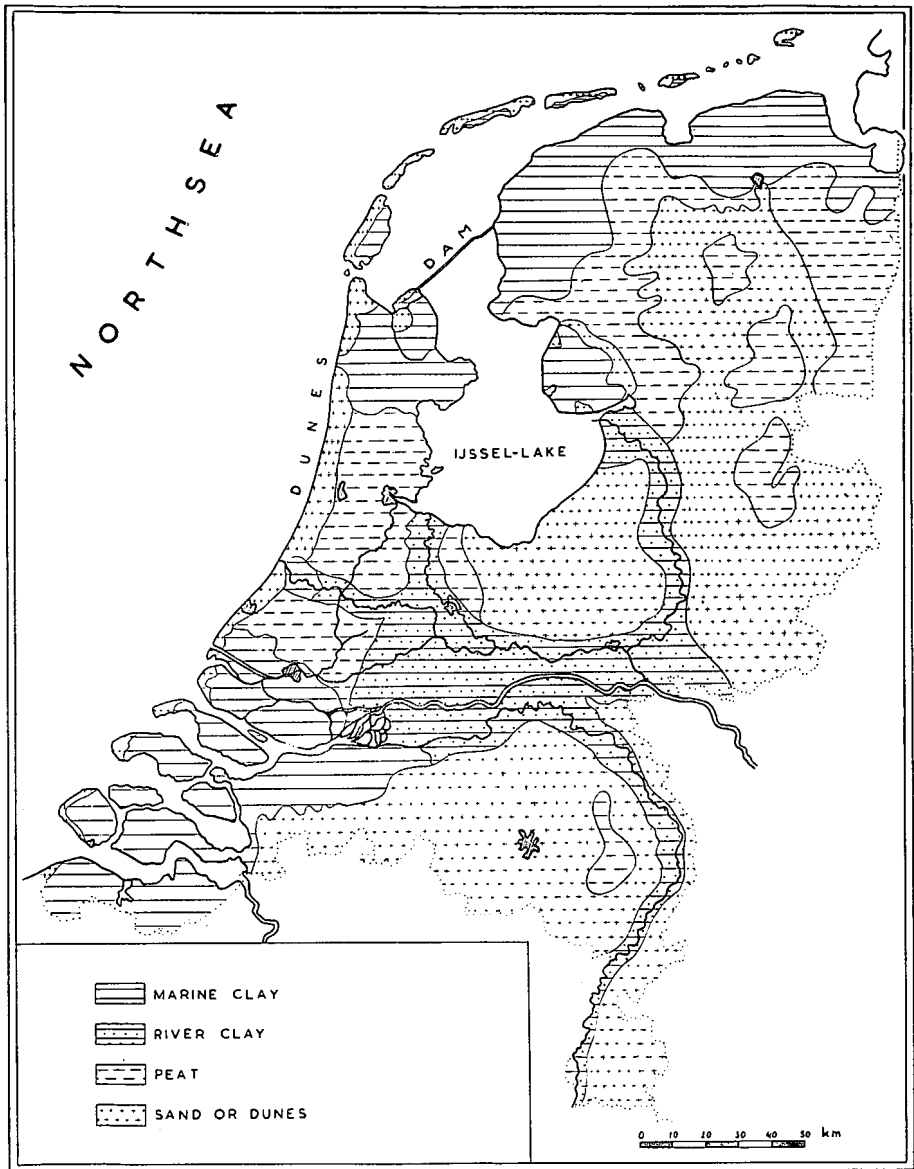 NORTHSEA
DAM
DUNES
IJSSEL-LAKE
MARINE CLAY
RIVER CLAY
PEAT
SAND OR DUNES
0 10 20 30 40 50 km